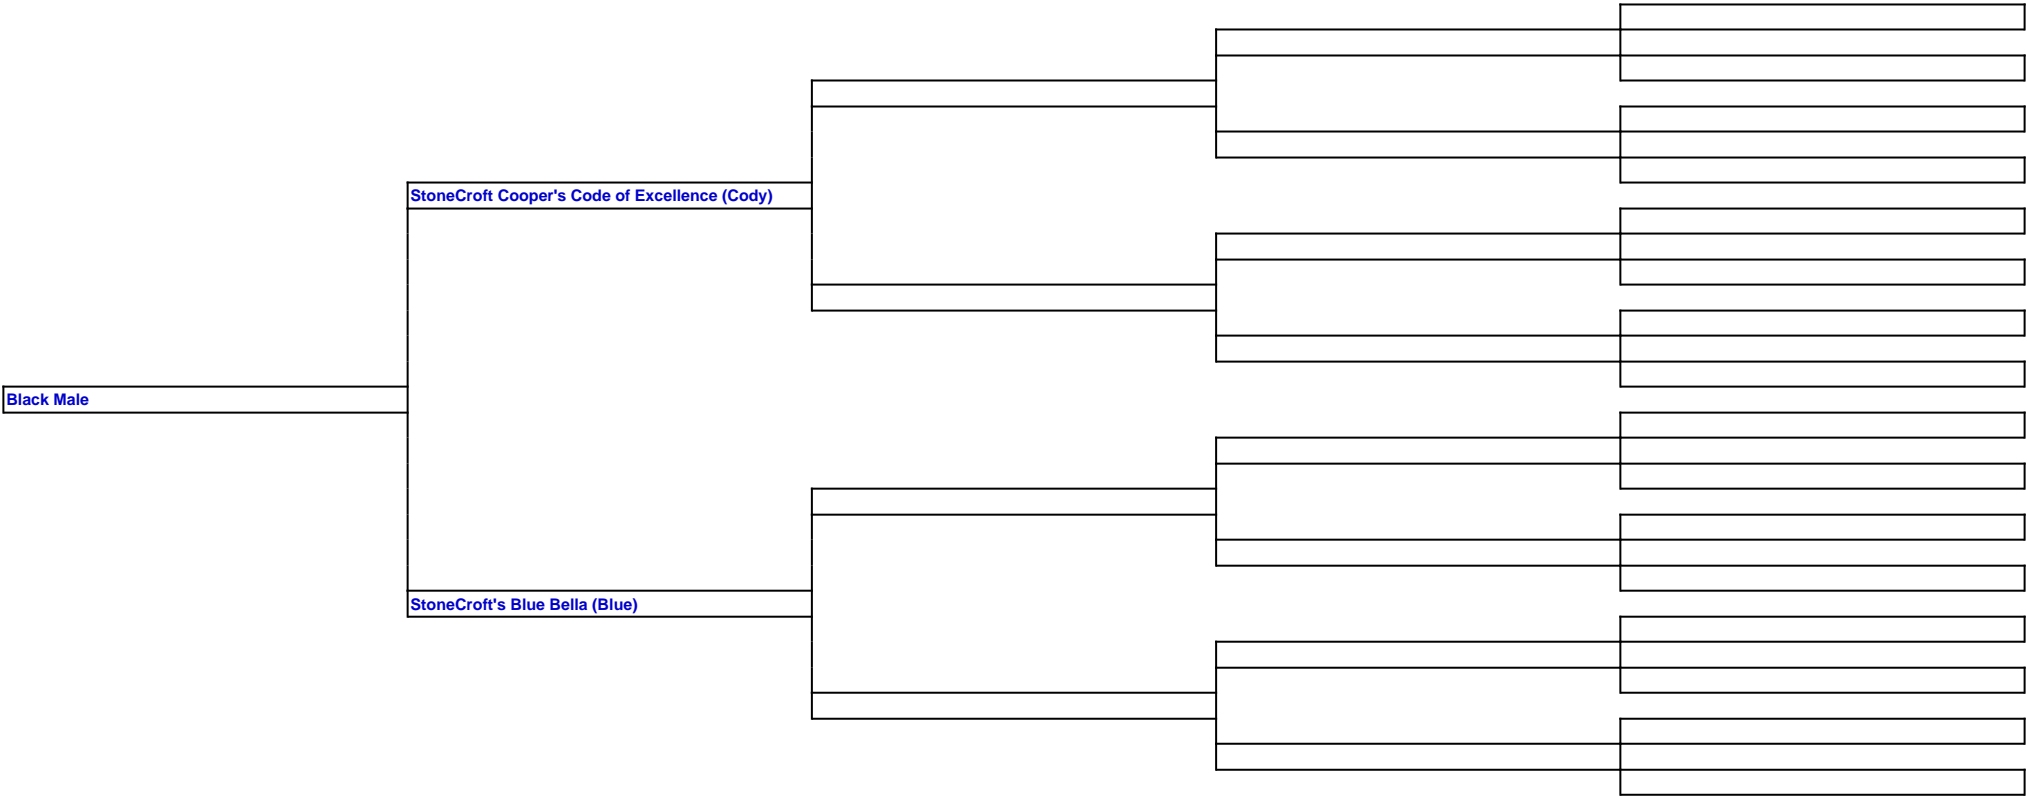 StoneCroft Cooper's Code of Excellence (Cody)
Black Male
StoneCroft's Blue Bella (Blue)